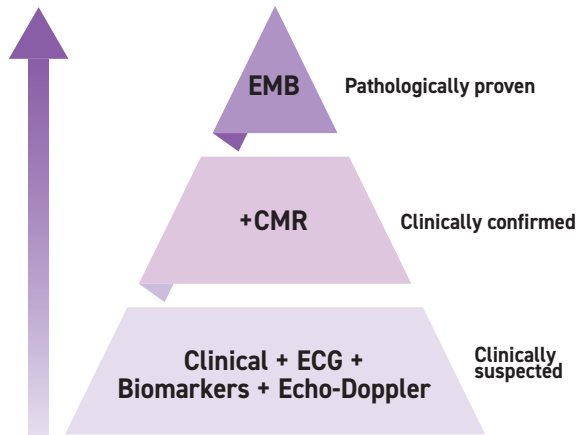 EMB
Pathologically proven
+CMR
Clinically confirmed
Clinical + ECG +
Biomarkers + Echo-Doppler
Clinically
suspected